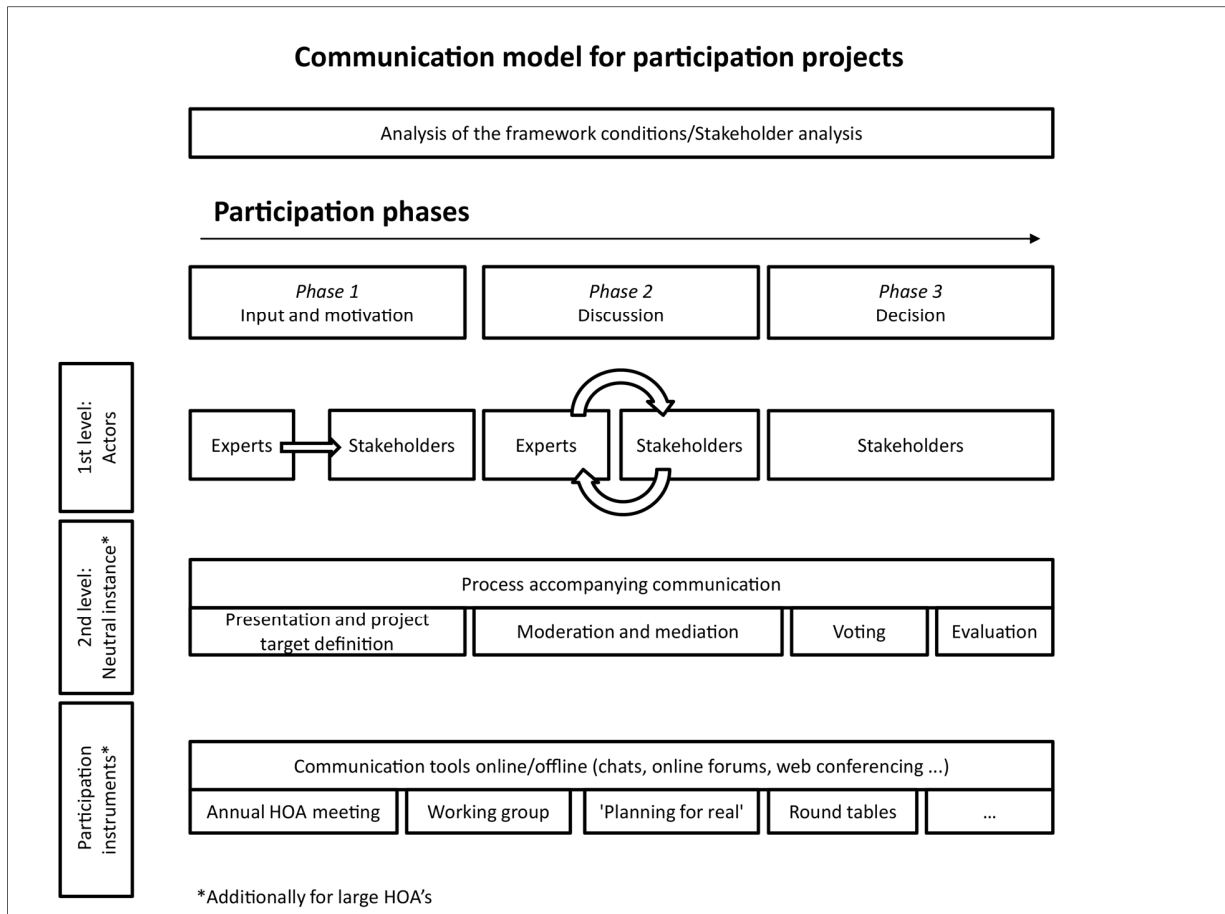 Communication model for participation projects
Analysis of the framework conditions/Stakeholder analysis
Participation phases
Phase 1
Input and motivation
Phase 2
Discussion
Phase 3
Decision
1st level:
Actors
Experts
Stakeholders
Experts
Stakeholders
Stakeholders
2nd level:
Neutral instance*
Process accompanying communication
Presentation and project
target definition
Moderation and mediation
Voting
Evaluation
Participation
instruments*
Communication tools online/offline (chats, online forums, web conferencing ...)
Annual HOA meeting
Working group
'Planning for real'
Round tables
...
*Additionally for large HOA's